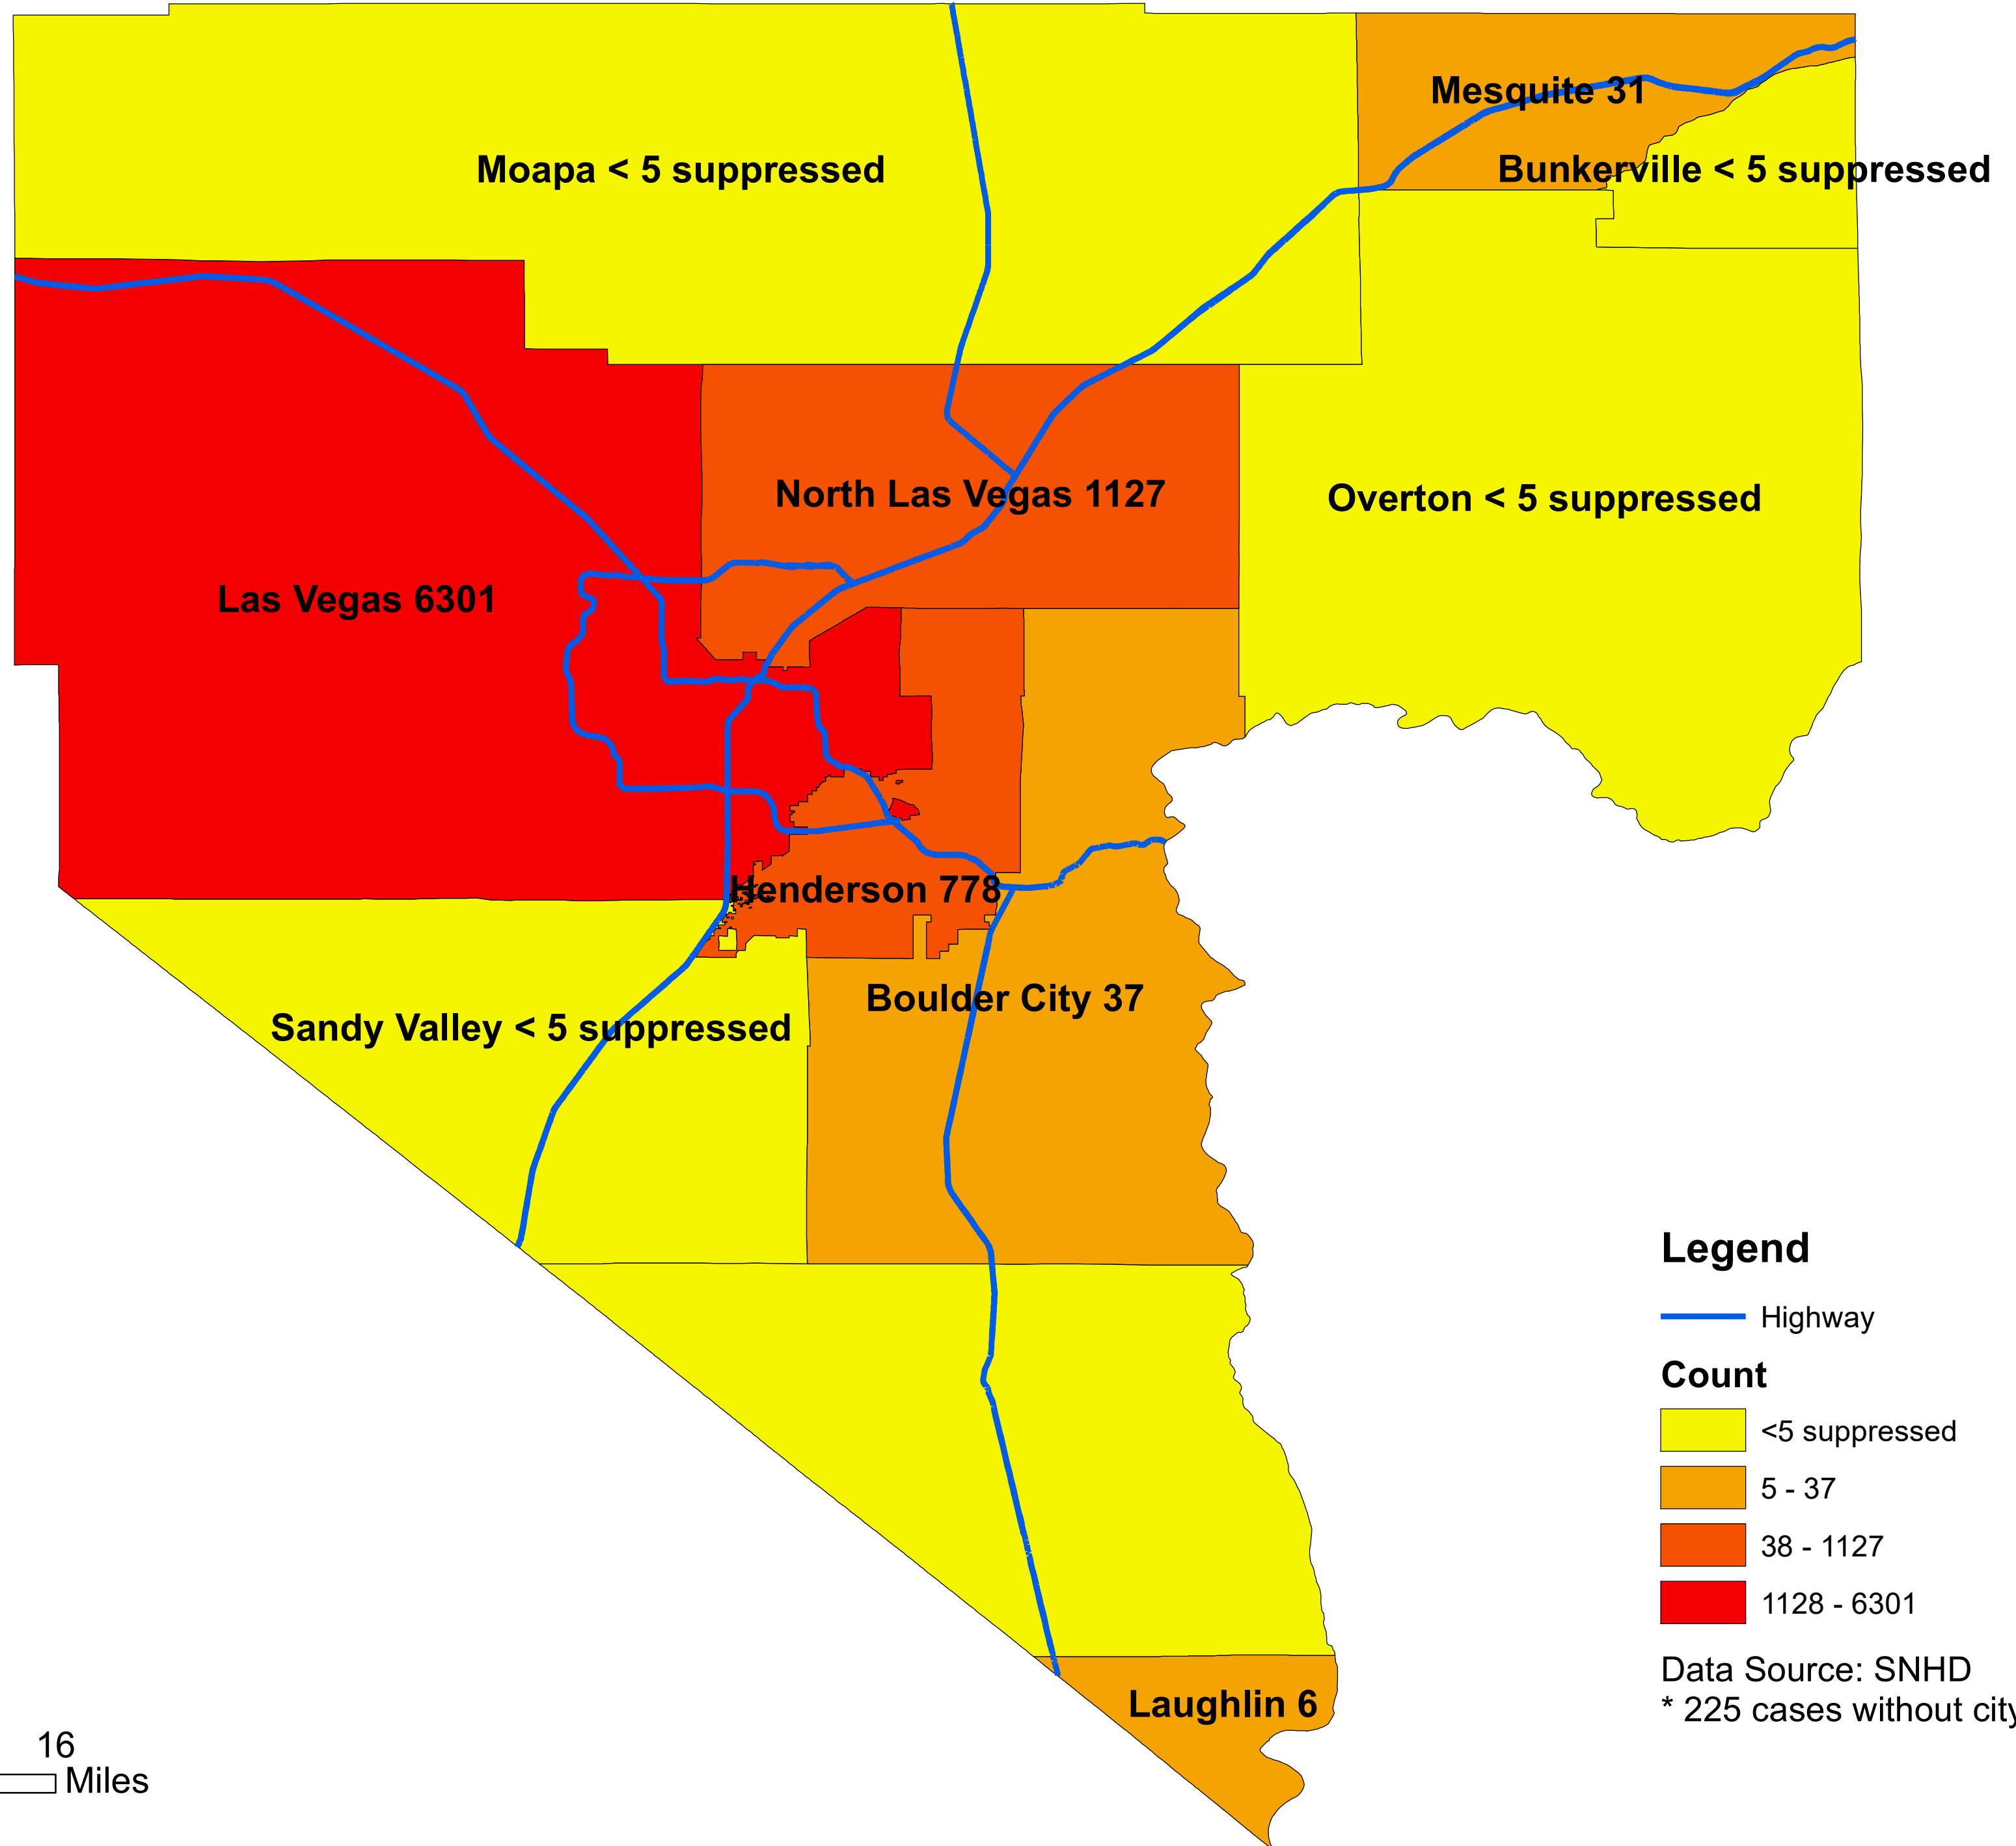 Mesquite 31
Moapa < 5 suppressed
Bunkerville < 5 suppressed
North Las Vegas 1127
Overton < 5 suppressed
Las Vegas 6301
Henderson 778
Boulder City 37
Sandy Valley < 5 suppressed
Laughlin 6
Legend
Highway
Count
<5 suppressed
5 - 37
38 - 1127
1128 - 6301
Data Source: SNHD
* 225 cases without city
16
Miles